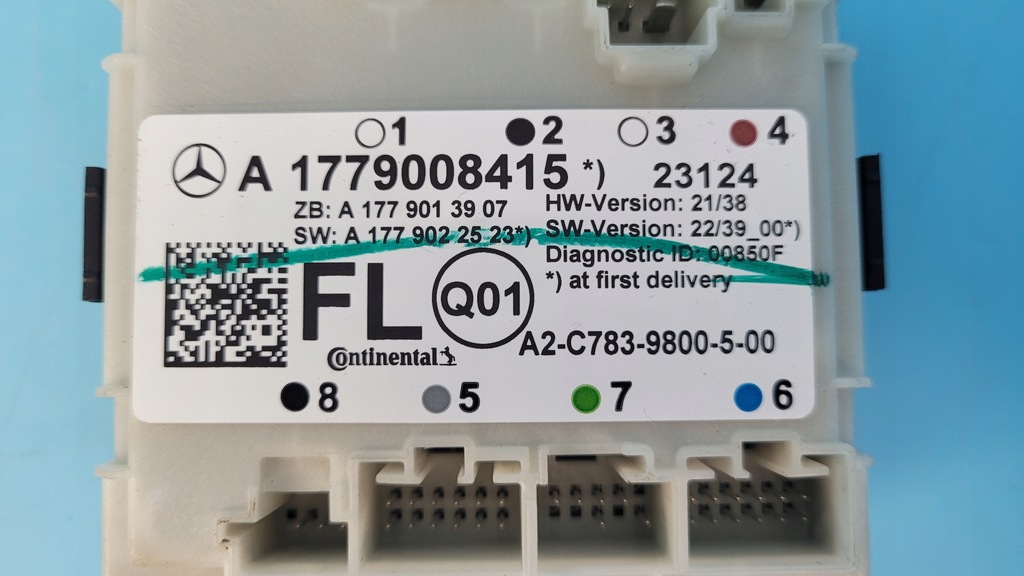 1 2 3 4
A 1779008415 *) 23124
ZB: A 177 901 39 07
SW: A 177 902 25 23*)
HW-Version: 21/38
SW-Version: 22/39_00*)
Diagnostic ID: 00850F
*) at first delivery
FL Q01
Continental
A2-C783-9800-5-00
8 5 7 6